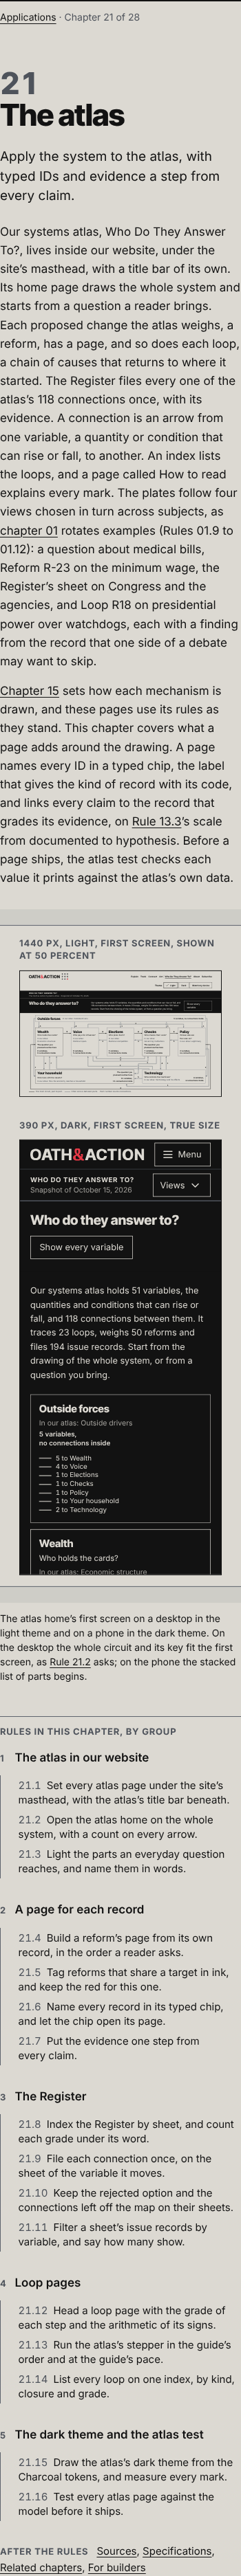 Applications · Chapter 21 of 28
21
The atlas
Apply the system to the atlas, with
typed IDs and evidence a step from
every claim.
Our systems atlas, Who Do They Answer
To?, lives inside our website, under the
site’s masthead, with a title bar of its own.
Its home page draws the whole system and
starts from a question a reader brings.
Each proposed change the atlas weighs, a
reform, has a page, and so does each loop,
a chain of causes that returns to where it
started. The Register files every one of the
atlas’s 118 connections once, with its
evidence. A connection is an arrow from
one variable, a quantity or condition that
can rise or fall, to another. An index lists
the loops, and a page called How to read
explains every mark. The plates follow four
views chosen in turn across subjects, as
chapter 01 rotates examples (Rules 01.9 to
01.12): a question about medical bills,
Reform R-23 on the minimum wage, the
Register’s sheet on Congress and the
agencies, and Loop R18 on presidential
power over watchdogs, each with a finding
from the record that one side of a debate
may want to skip.
Chapter 15 sets how each mechanism is
drawn, and these pages use its rules as
they stand. This chapter covers what a
page adds around the drawing. A page
names every ID in a typed chip, the label
that gives the kind of record with its code,
and links every claim to the record that
grades its evidence, on Rule 13.3’s scale
from documented to hypothesis. Before a
page ships, the atlas test checks each
value it prints against the atlas’s own data.
1440 PX, LIGHT, FIRST SCREEN, SHOWN
AT 50 PERCENT
OATH&ACTION
Who do they answer to?
Outside forces
Wealth
Voice
Elections
Checks
Policy
Your household
Technology
390 PX, DARK, FIRST SCREEN, TRUE SIZE
OATH&ACTION
Menu
WHO DO THEY ANSWER TO?
Snapshot of October 15, 2026
Views
Who do they answer to?
Show every variable
Our systems atlas holds 51 variables, the
quantities and conditions that can rise or
fall, and 118 connections between them. It
traces 23 loops, weighs 50 reforms and
files 194 issue records. Start from the
drawing of the whole system, or from a
question you bring.
Outside forces
In our atlas: Outside drivers
5 variables,
no connections inside
5 to Wealth
4 to Voice
1 to Elections
1 to Checks
1 to Policy
1 to Your household
2 to Technology
Wealth
Who holds the cards?
In our atlas: Economic structure
The atlas home’s first screen on a desktop in the
light theme and on a phone in the dark theme. On
the desktop the whole circuit and its key fit the first
screen, as Rule 21.2 asks; on the phone the stacked
list of parts begins.
RULES IN THIS CHAPTER, BY GROUP
1 The atlas in our website
21.1 Set every atlas page under the site’s
masthead, with the atlas’s title bar beneath.
21.2 Open the atlas home on the whole
system, with a count on every arrow.
21.3 Light the parts an everyday question
reaches, and name them in words.
2 A page for each record
21.4 Build a reform’s page from its own
record, in the order a reader asks.
21.5 Tag reforms that share a target in ink,
and keep the red for this one.
21.6 Name every record in its typed chip,
and let the chip open its page.
21.7 Put the evidence one step from
every claim.
3 The Register
21.8 Index the Register by sheet, and count
each grade under its word.
21.9 File each connection once, on the
sheet of the variable it moves.
21.10 Keep the rejected option and the
connections left off the map on their sheets.
21.11 Filter a sheet’s issue records by
variable, and say how many show.
4 Loop pages
21.12 Head a loop page with the grade of
each step and the arithmetic of its signs.
21.13 Run the atlas’s stepper in the guide’s
order and at the guide’s pace.
21.14 List every loop on one index, by kind,
closure and grade.
5 The dark theme and the atlas test
21.15 Draw the atlas’s dark theme from the
Charcoal tokens, and measure every mark.
21.16 Test every atlas page against the
model before it ships.
AFTER THE RULES Sources, Specifications,
Related chapters, For builders